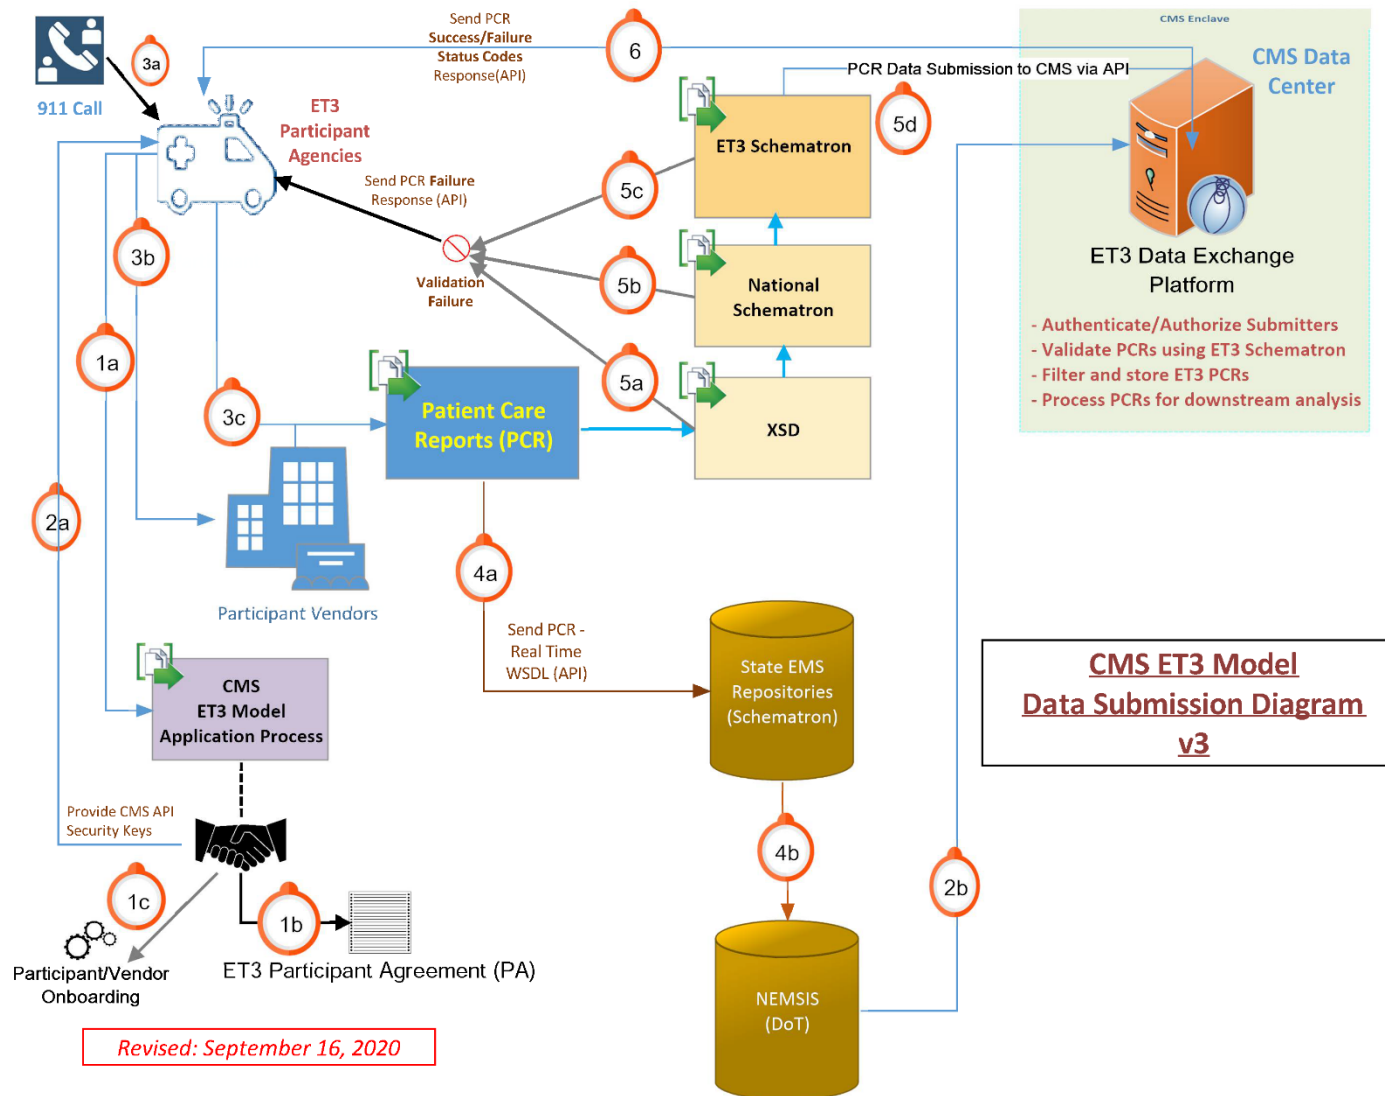 CMS Enclave
Send PCR
Success/Failure
Status Codes
Response(API)
6
3a
911 Call
ET3
Participant
Agencies
PCR Data Submission to CMS via API
CMS Data
Center
5d
ET3 Schematron
5c
Send PCR Failure
Response (API)
3b
Validation
Failure
5b
National
Schematron
ET3 Data Exchange
Platform
- Authenticate/Authorize Submitters
- Validate PCRs using ET3 Schematron
- Filter and store ET3 PCRs
- Process PCRs for downstream analysis
1a
5a
3c
Patient Care
Reports (PCR)
XSD
2a
4a
Participant Vendors
Send PCR -
Real Time
WSDL (API)
State EMS
Repositories
(Schematron)
CMS
ET3 Model
Application Process
CMS ET3 Model
Data Submission Diagram
v3
Provide CMS API
Security Keys
4b
2b
1c
1b
Participant/Vendor
Onboarding
ET3 Participant Agreement (PA)
NEMSIS
(DoT)
Revised: September 16, 2020